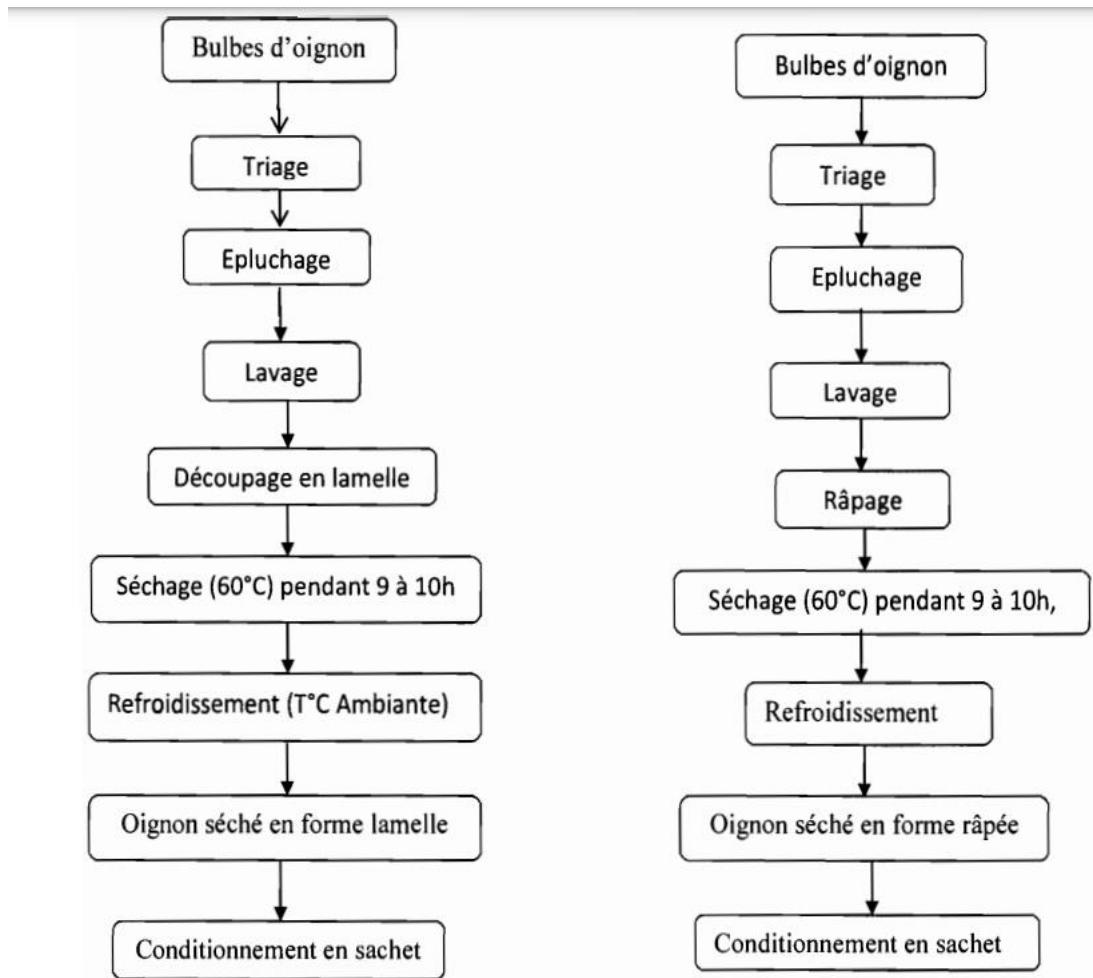 Bulbes d'oignon
Triage
Epluchage
Lavage
Découpage en lamelle
Séchage (60°C) pendant 9 à 10h
Refroidissement (T°C Ambiante)
Oignon séché en forme lamelle
Conditionnement en sachet
Bulbes d'oignon
Triage
Epluchage
Lavage
Râpage
Séchage (60°C) pendant 9 à 10h,
Refroidissement
Oignon séché en forme râpée
Conditionnement en sachet